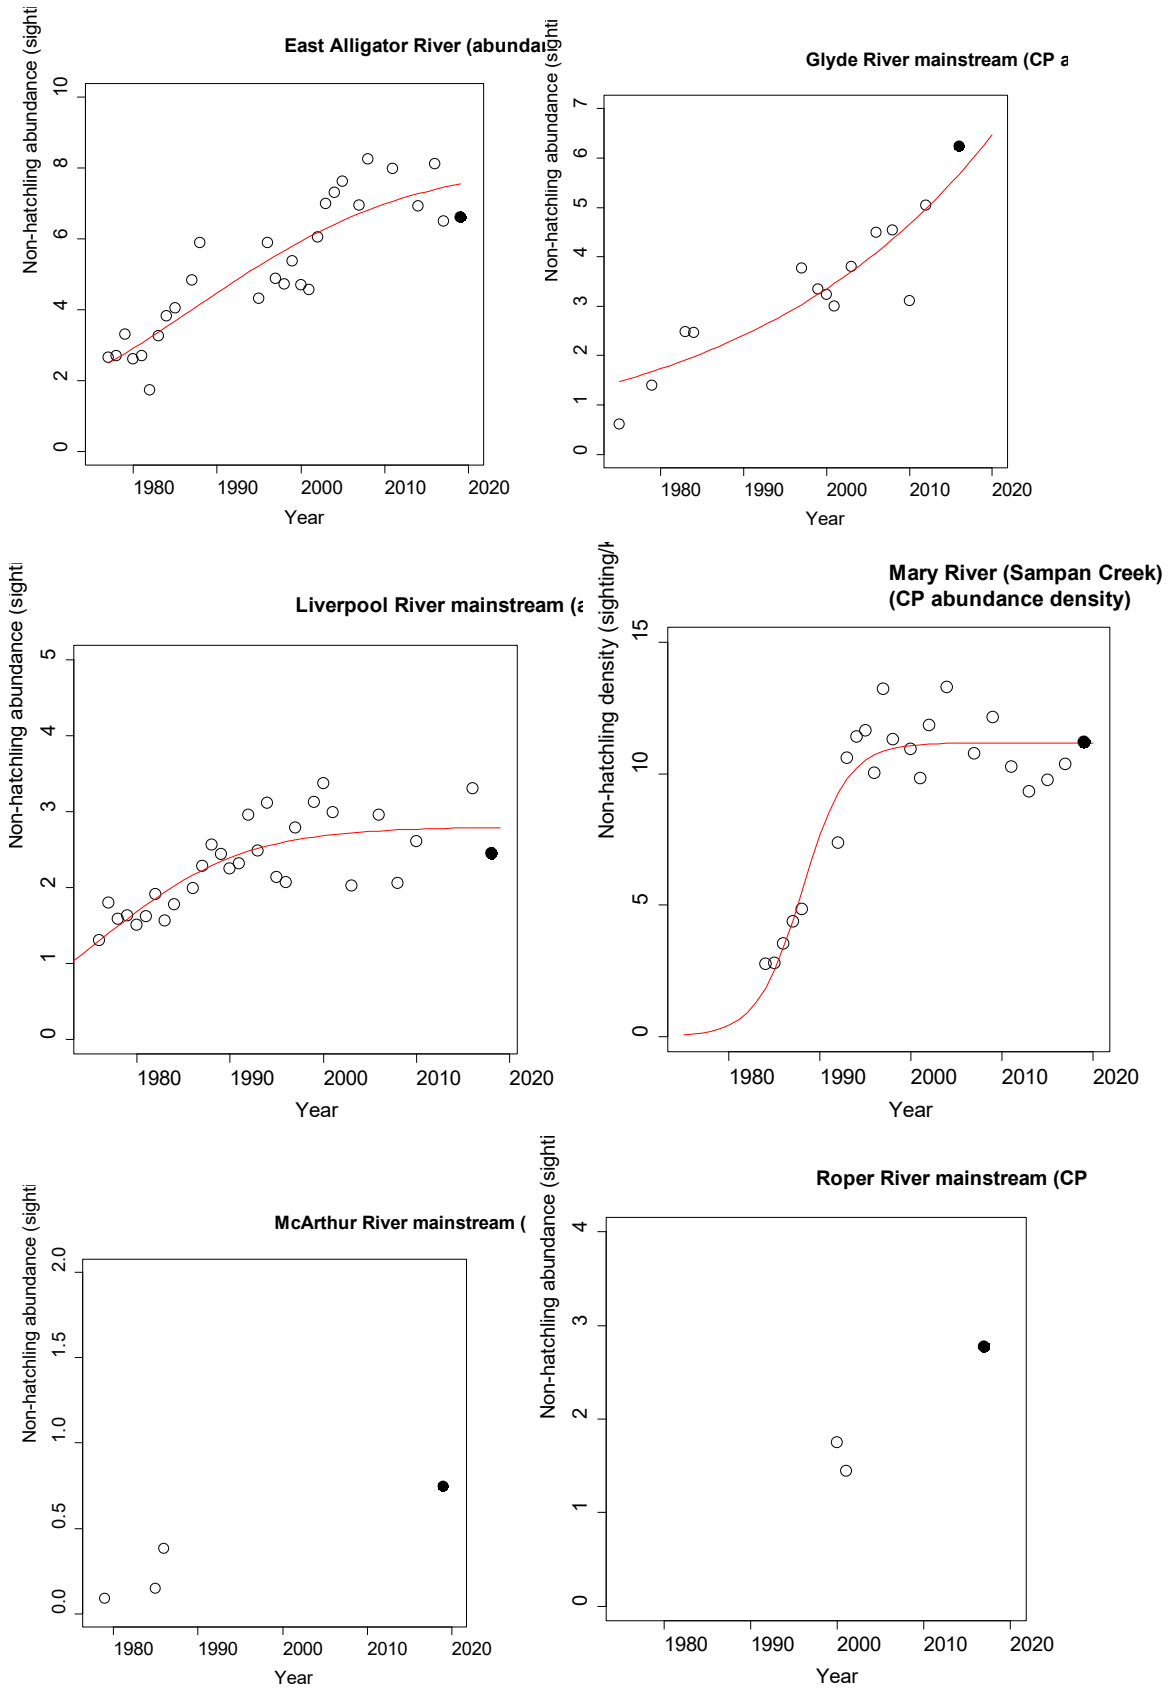 East Alligator River (abundan
Non-hatchling abundance (sighti
10
8
6
4
2
0
1980 1990 2000 2010 2020
Year
Glyde River mainstream (CP a
Non-hatchling abundance (sight
7
6
5
4
3
2
1
0
1980 1990 2000 2010 2020
Year
Liverpool River mainstream (a
Non-hatchling abundance (sighti
5
4
3
2
1
0
1980 1990 2000 2010 2020
Year
Mary River (Sampan Creek)
(CP abundance density)
Non-hatchling density (sighting/k
15
10
5
0
1980 1990 2000 2010 2020
Year
McArthur River mainstream (
Non-hatchling abundance (sighti
2.0
1.5
1.0
0.5
0.0
1980 1990 2000 2010 2020
Year
Roper River mainstream (CP
Non-hatchling abundance (sighti
4
3
2
1
0
1980 1990 2000 2010 2020
Year